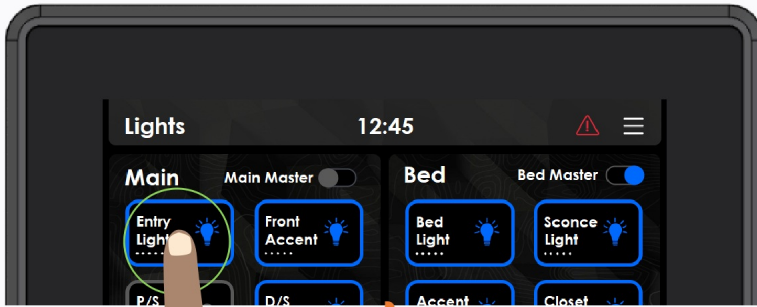 Lights 12:45
Main Main Master Bed Bed Master
Entry Front Bed Sconce
Light Accent Light Light
P/S D/S Accent Closet